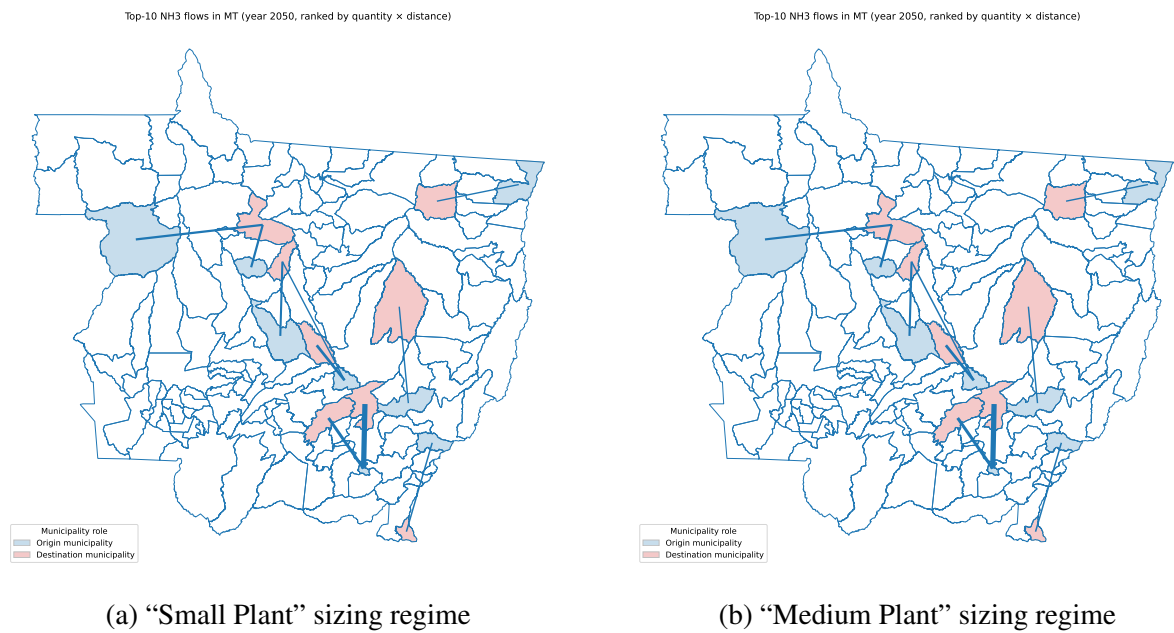 Top-10 NH3 flows in MT (year 2050, ranked by quantity × distance)
Municipality role
Origin municipality
Destination municipality
(a) “Small Plant” sizing regime
Top-10 NH3 flows in MT (year 2050, ranked by quantity × distance)
Municipality role
Origin municipality
Destination municipality
(b) “Medium Plant” sizing regime